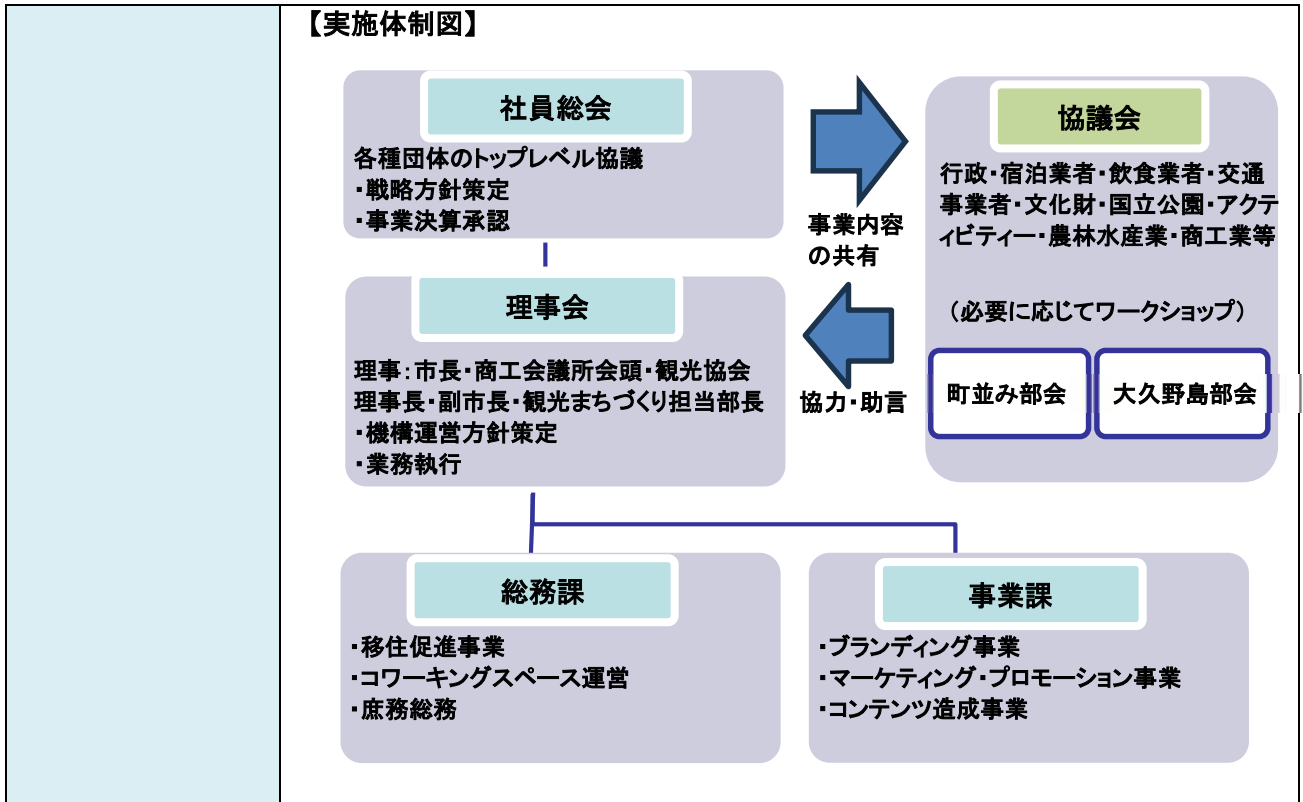 【実施体制図】
社員総会
各種団体のトップレベル協議
・戦略方針策定
・事業決算承認
事業内容
の共有
協議会
行政・宿泊業者・飲食業者・交通
事業者・文化財・国立公園・アクテ
ィビティー・農林水産業・商工業等
（必要に応じてワークショップ）
町並み部会
大久野島部会
協力・助言
理事会
理事：市長・商工会議所会頭・観光協会
理事長・副市長・観光まちづくり担当部長
・機構運営方針策定
・業務執行
総務課
・移住促進事業
・コワーキングスペース運営
・庶務総務
事業課
・ブランディング事業
・マーケティング・プロモーション事業
・コンテンツ造成事業